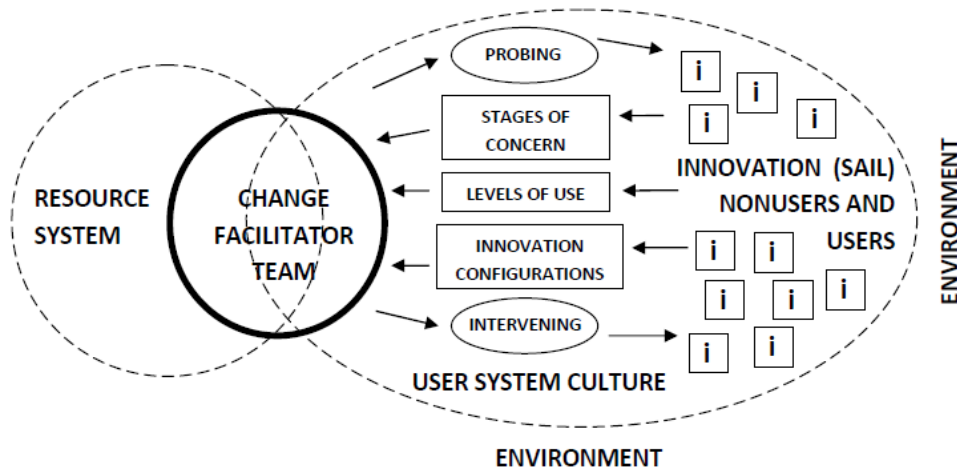 PROBING
i
i
i
i
STAGES OF
CONCERN
RESOURCE
SYSTEM
CHANGE
FACILITATOR
TEAM
LEVELS OF USE
INNOVATION (SAIL)
NONUSERS AND
USERS
INNOVATION
CONFIGURATIONS
i
i
i
i
i
i
i
INTERVENING
USER SYSTEM CULTURE
ENVIRONMENT
ENVIRONMENT